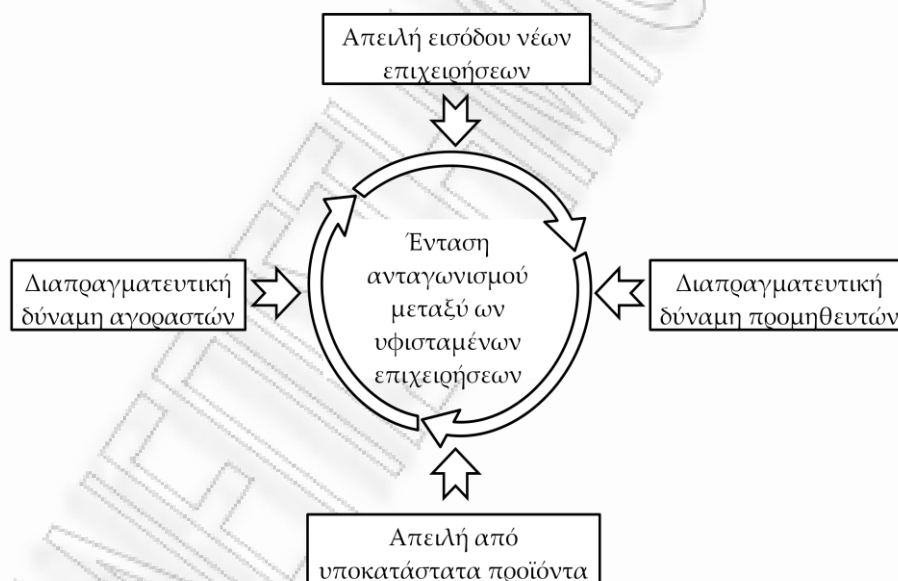 Απειλή εισόδου νέων
επιχειρήσεων
Διαπραγματευτική
δύναμη αγοραστών
Ένταση
ανταγωνισμού
μεταξύ ων
υφισταμένων
επιχειρήσεων
Διαπραγματευτική
δύναμη προμηθευτών
Απειλή από
υποκατάστατα προϊόντα